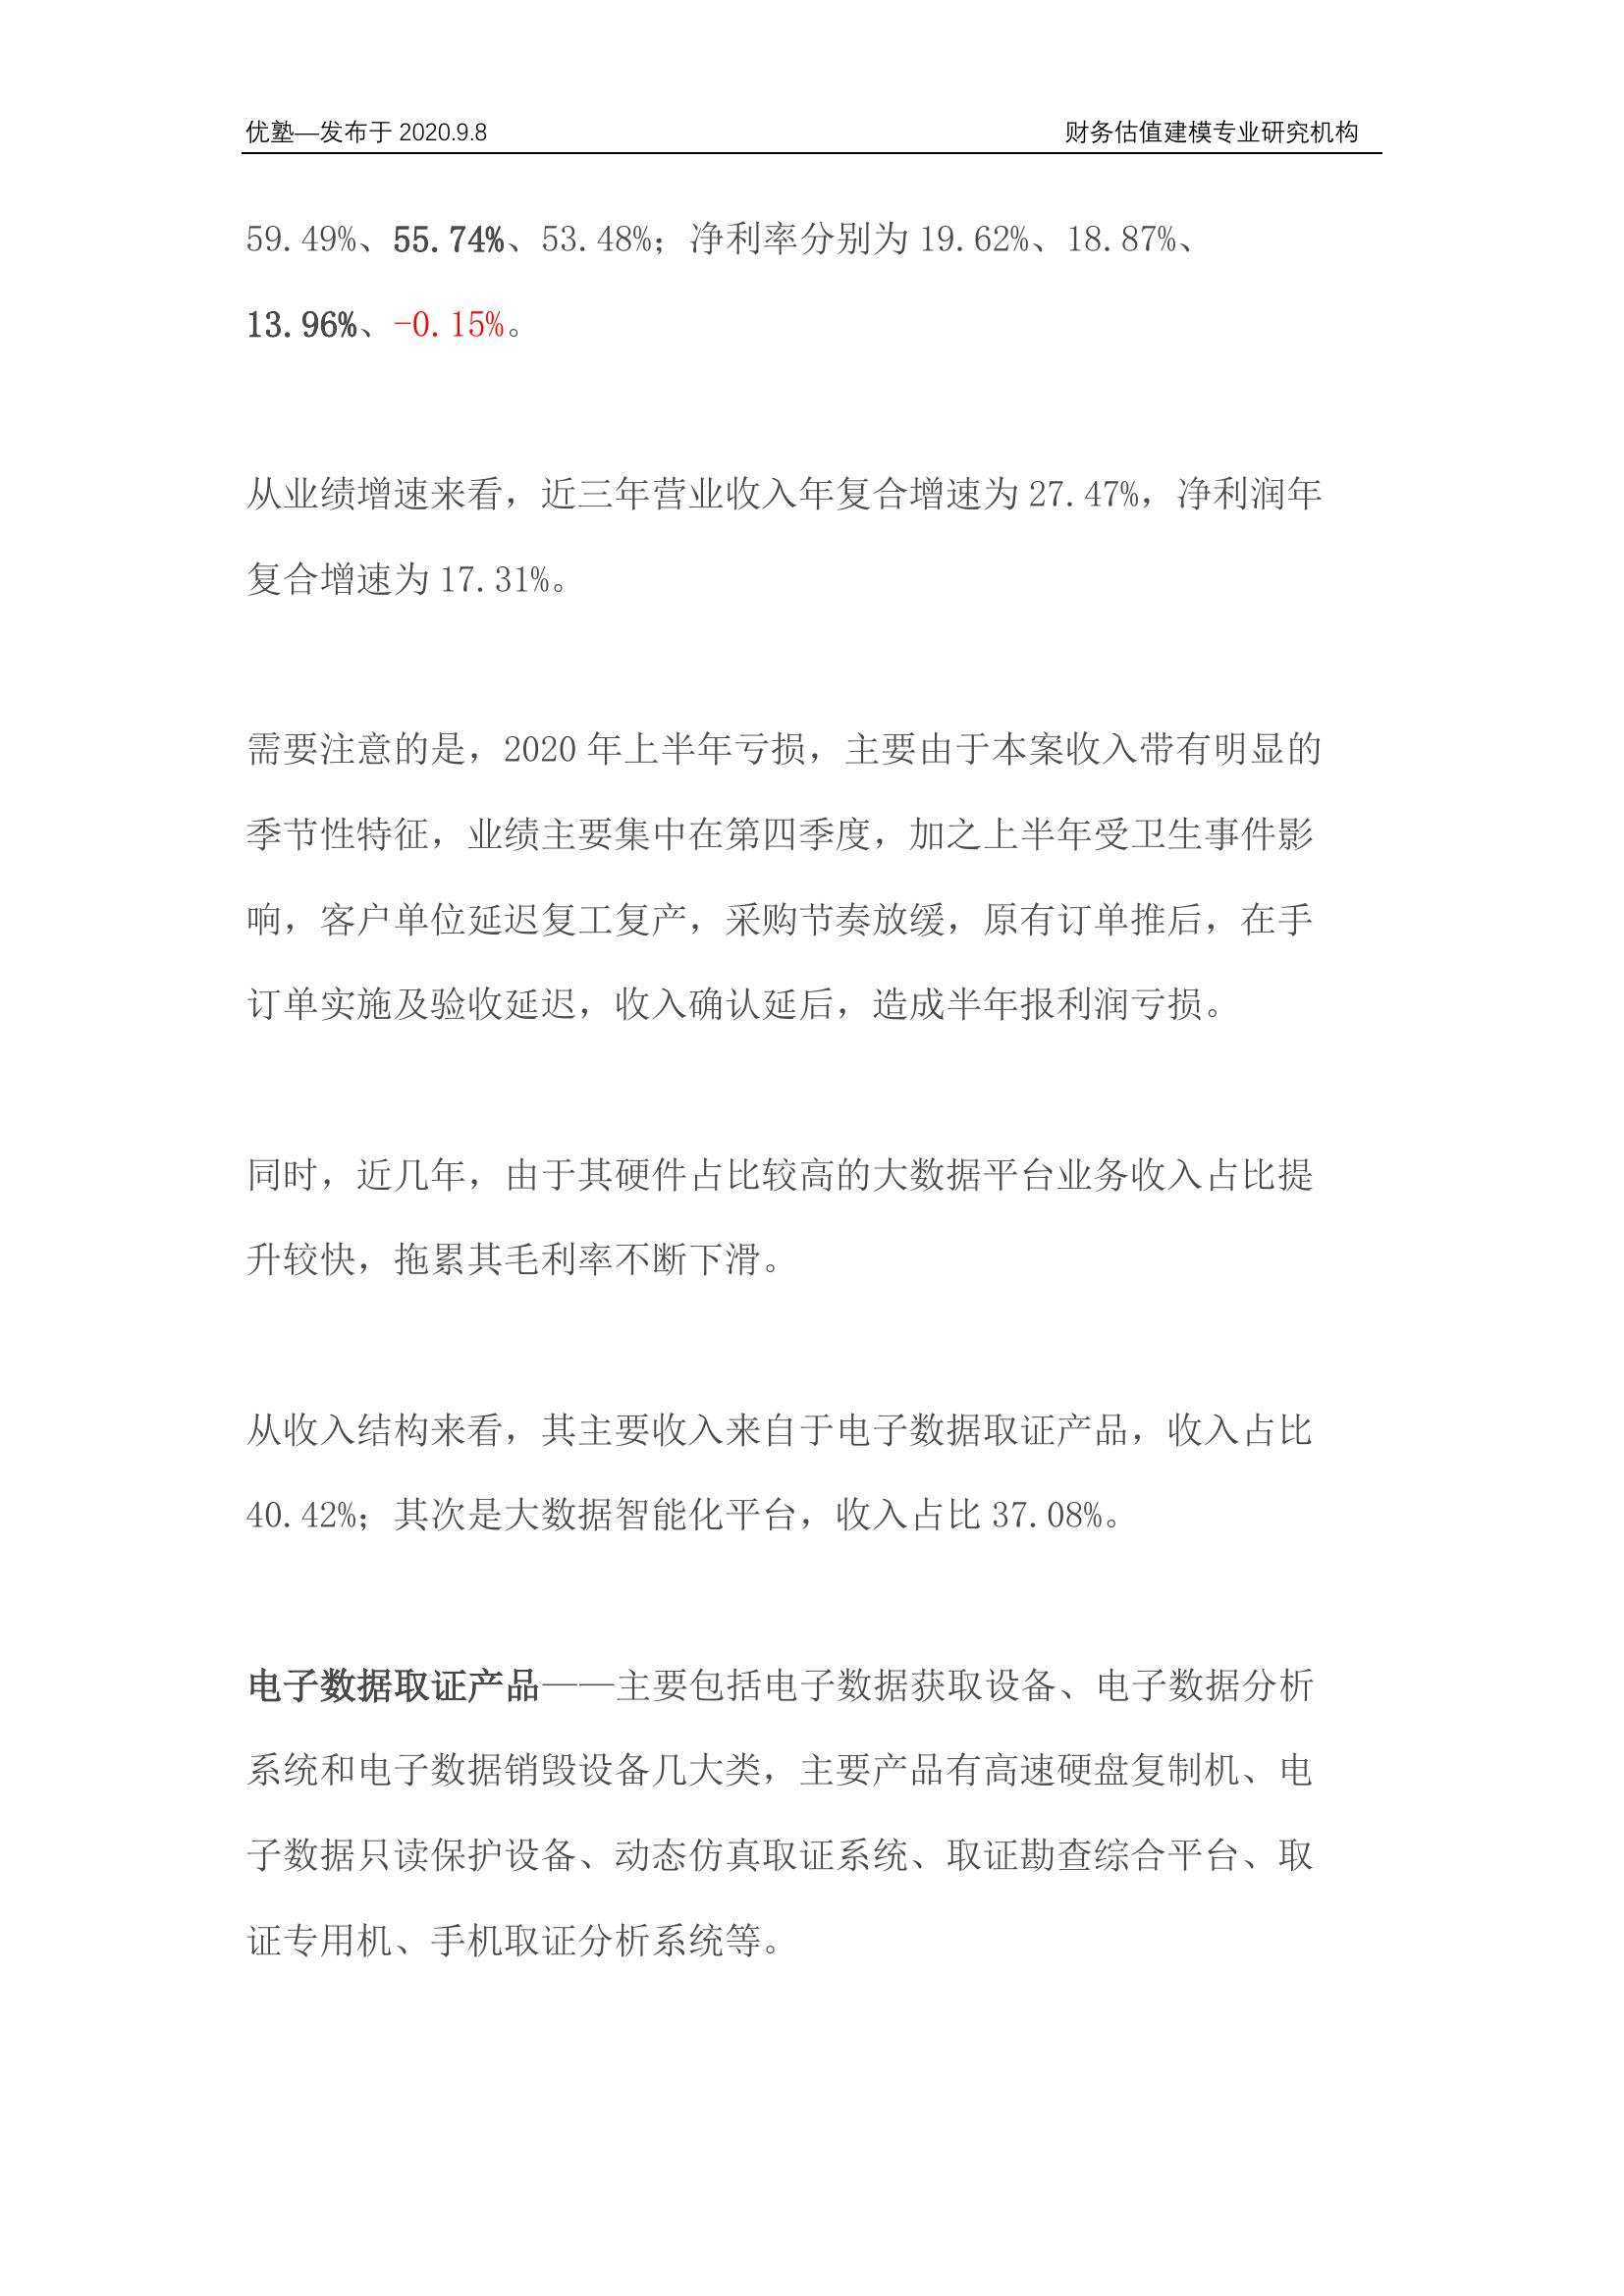 优塾—发布于 2020.9.8 财务估值建模专业研究机构
59.49%、55.74%、53.48%；净利率分别为 19.62%、18.87%、
13.96%、-0.15%。
从业绩增速来看，近三年营业收入年复合增速为 27.47%，净利润年
复合增速为 17.31%。
需要注意的是，2020 年上半年亏损，主要由于本案收入带有明显的
季节性特征，业绩主要集中在第四季度，加之上半年受卫生事件影
响，客户单位延迟复工复产，采购节奏放缓，原有订单推后，在手
订单实施及验收延迟，收入确认延后，造成半年报利润亏损。
同时，近几年，由于其硬件占比较高的大数据平台业务收入占比提
升较快，拖累其毛利率不断下滑。
从收入结构来看，其主要收入来自于电子数据取证产品，收入占比
40.42%；其次是大数据智能化平台，收入占比 37.08%。
电子数据取证产品——主要包括电子数据获取设备、电子数据分析
系统和电子数据销毁设备几大类，主要产品有高速硬盘复制机、电
子数据只读保护设备、动态仿真取证系统、取证勘查综合平台、取
证专用机、手机取证分析系统等。